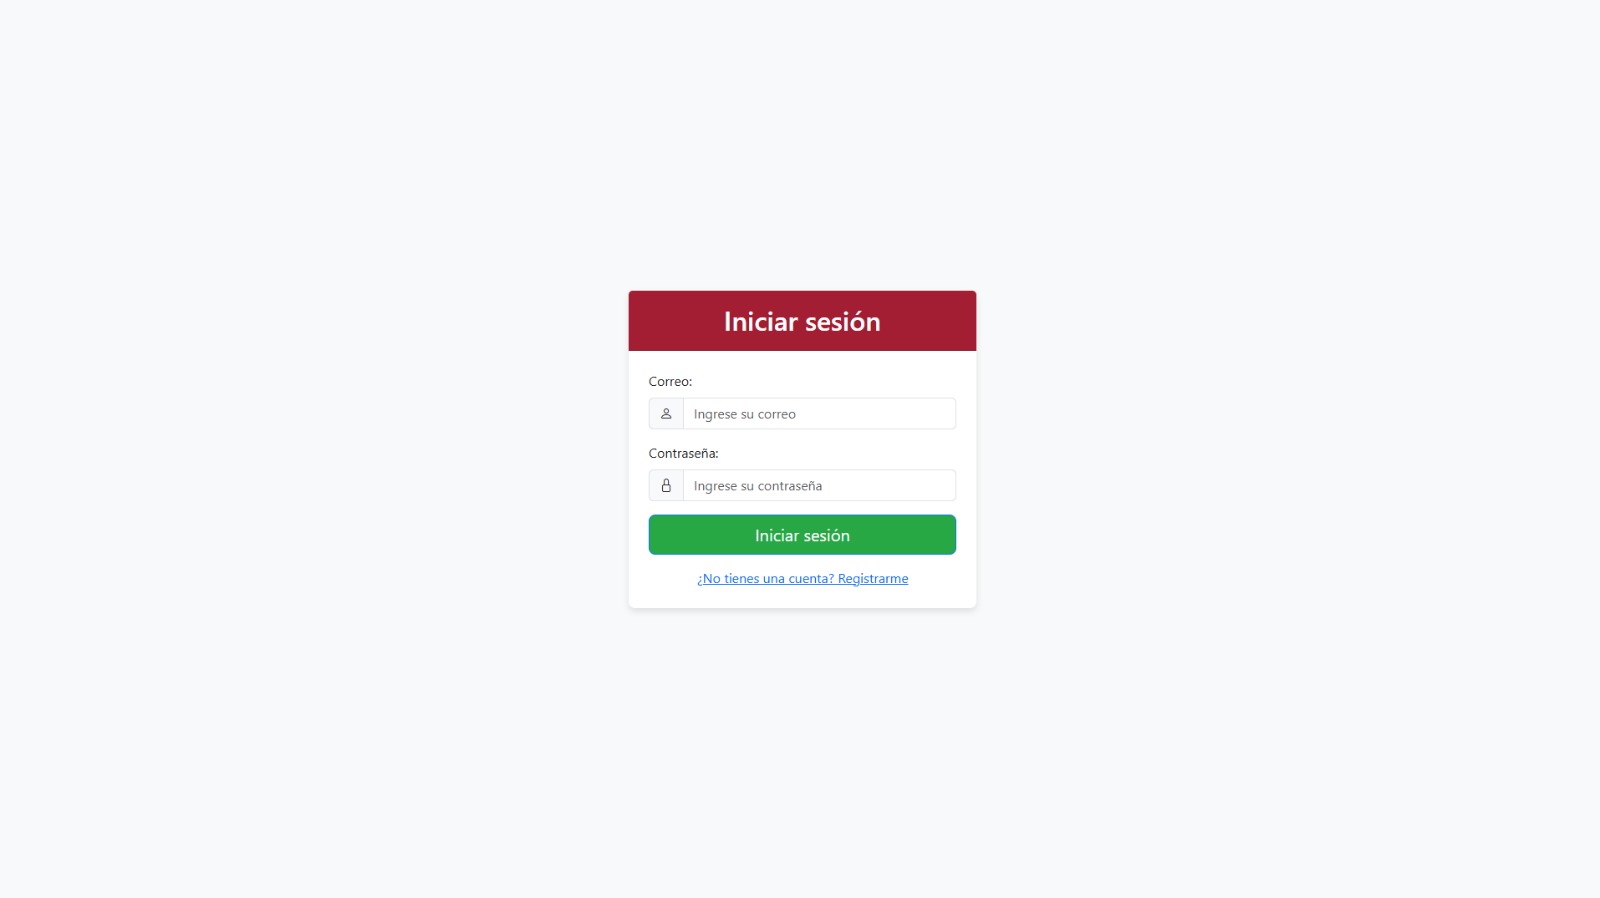 Iniciar sesión
Correo:
Ingrese su correo
Contraseña:
Ingrese su contraseña
Iniciar sesión
¿No tienes una cuenta? Registrarme